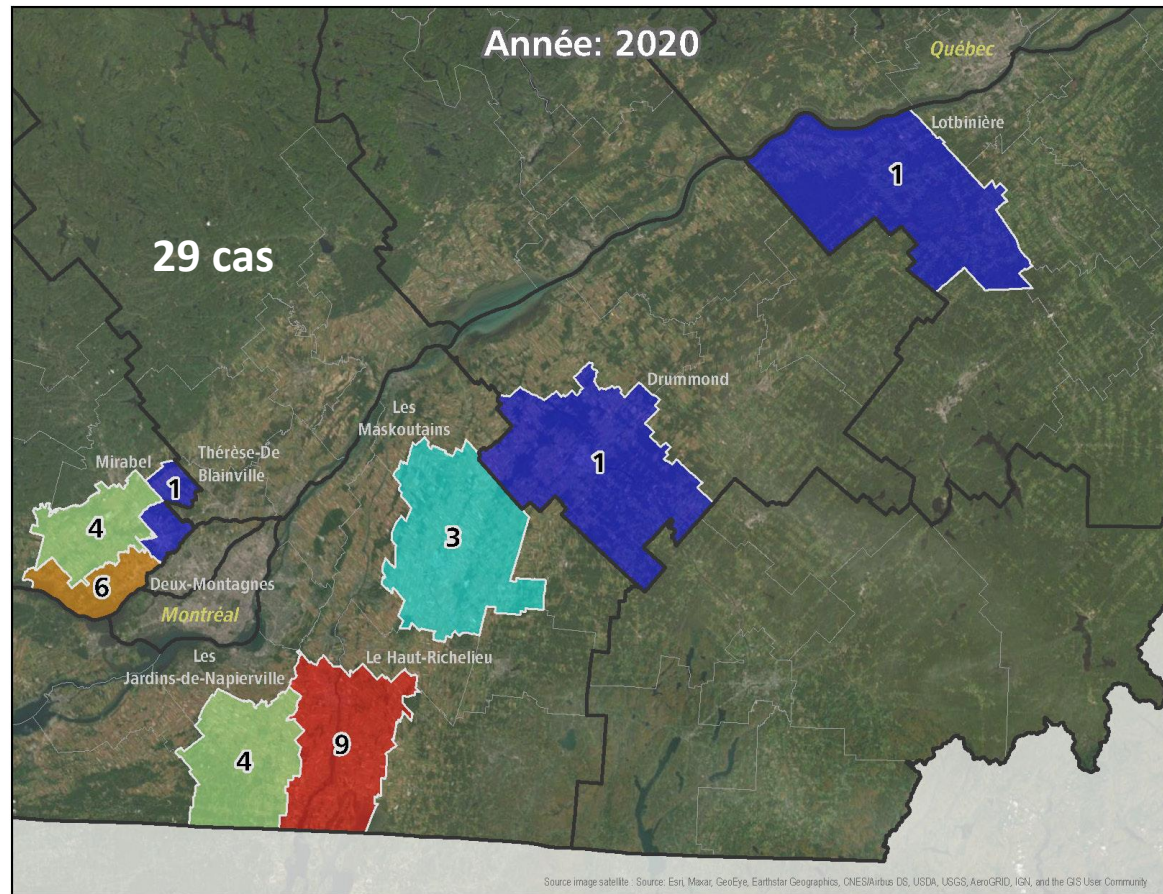 Année: 2020
Québec
Lotbinière
1
29 cas
Drummond
Les
Maskoutains
Thérèse-De
Blainville
Mirabel
1
1
4
3
6
Deux-Montagnes
Montréal
Les
Jardins-de-Napierville
Le Haut-Richelieu
4
9
Source image satellite : Source: Esri, Maxar, GeoEye, Earthstar Geographics, CNES/Airbus DS, USDA, USGS, AeroGRID, IGN, and the GIS User Community